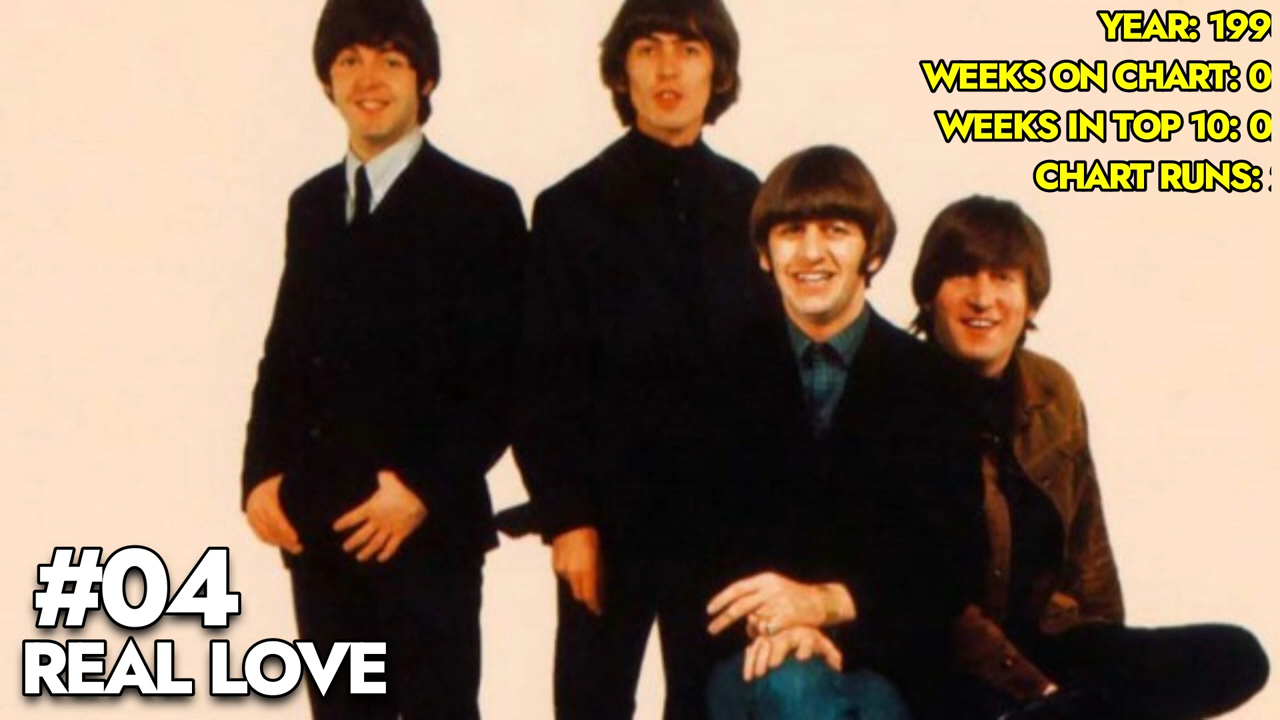 YEAR: 199
WEEKS ON CHART: 0
WEEKS IN TOP 10: 0
CHART RUNS:
#04
REAL LOVE